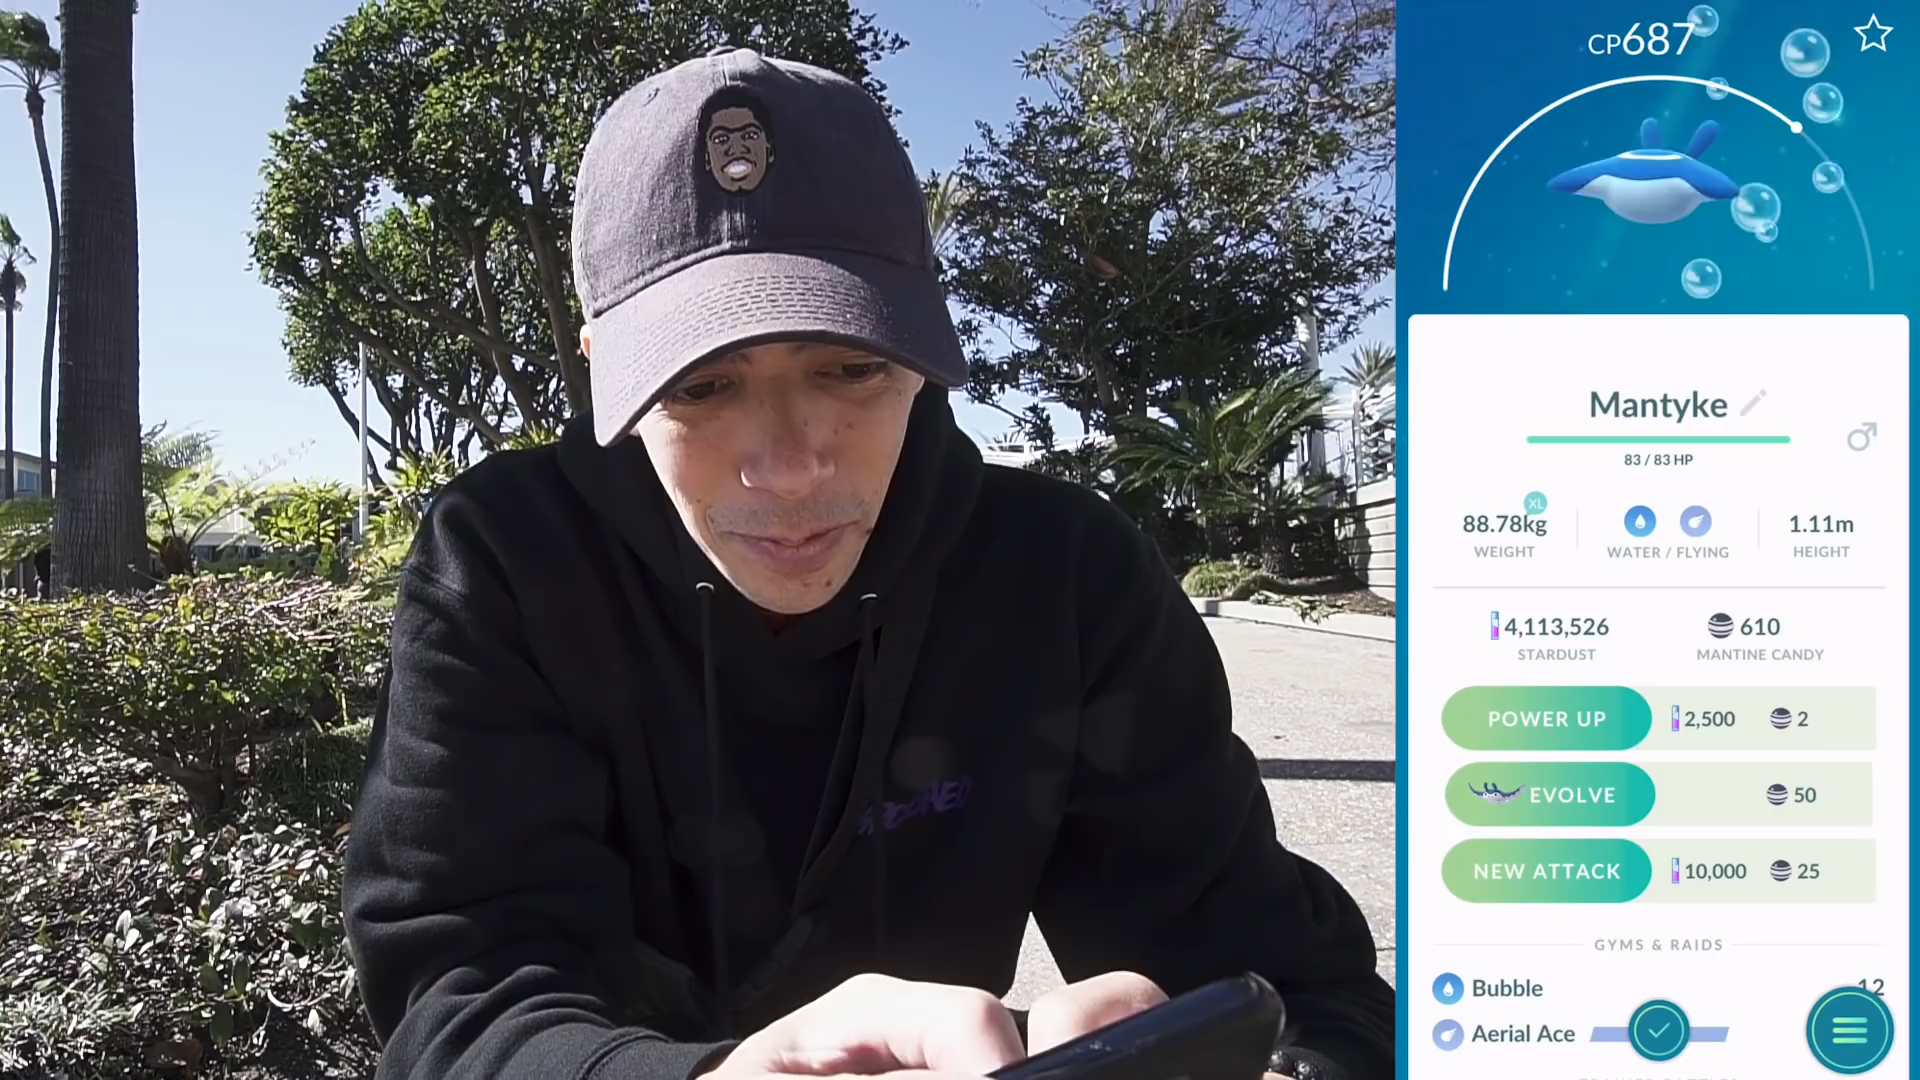 CP687
Mantyke
83 / 83 HP
XL
88.78kg
WEIGHT
WATER / FLYING
1.11m
HEIGHT
4,113,526
STARDUST
610
MANTINE CANDY
POWER UP 2,500 2
EVOLVE 50
NEW ATTACK 10,000 25
GYMS & RAIDS
Bubble 12
Aerial Ace